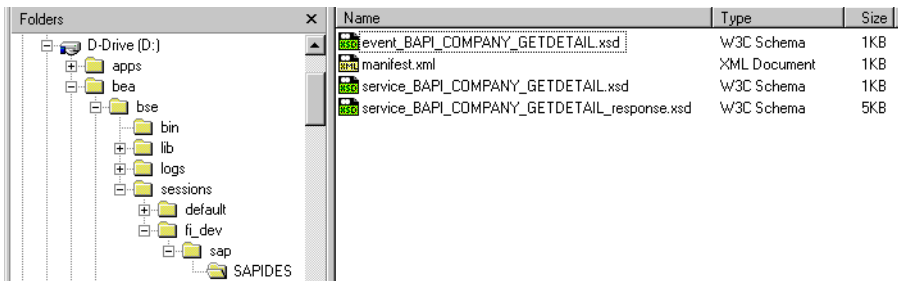 Folders
D-Drive (D:)
apps
bea
bse
bin
lib
logs
sessions
default
fi_dev
sap
SAPIDES
Name Type Size
event_BAPI_COMPANY_GETDETAIL.xsd W3C Schema 1KB
manifest.xml XML Document 1KB
service_BAPI_COMPANY_GETDETAIL.xsd W3C Schema 1KB
service_BAPI_COMPANY_GETDETAIL_response.xsd W3C Schema 5KB